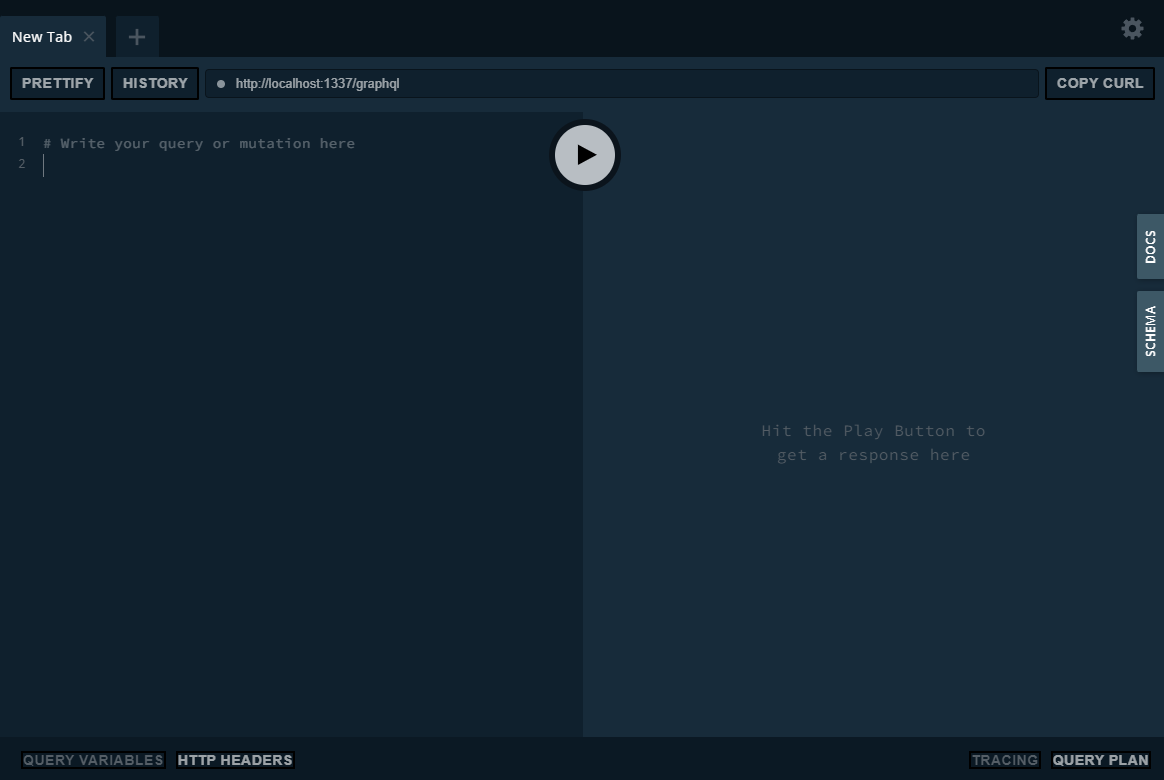 New Tab
PRETTIFY
HISTORY
http://localhost:1337/graphql
COPY CURL
1 # Write your query or mutation here
2
DOCS
SCHEMA
Hit the Play Button to
get a response here
QUERY VARIABLES
HTTP HEADERS
TRACING
QUERY PLAN